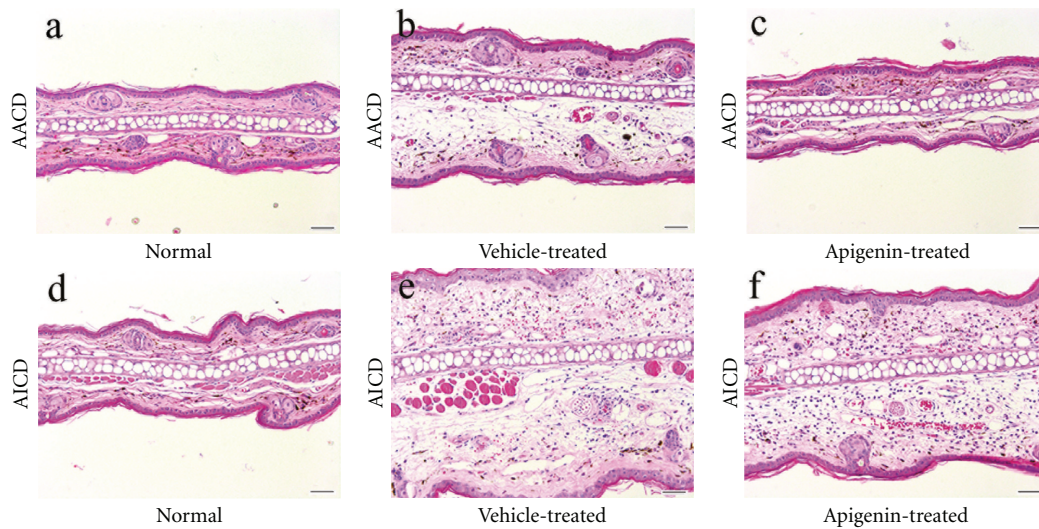 a
b
c
AACD
AACD
AACD
Normal
Vehicle-treated
Apigenin-treated
d
e
f
AICD
AICD
AICD
Normal
Vehicle-treated
Apigenin-treated